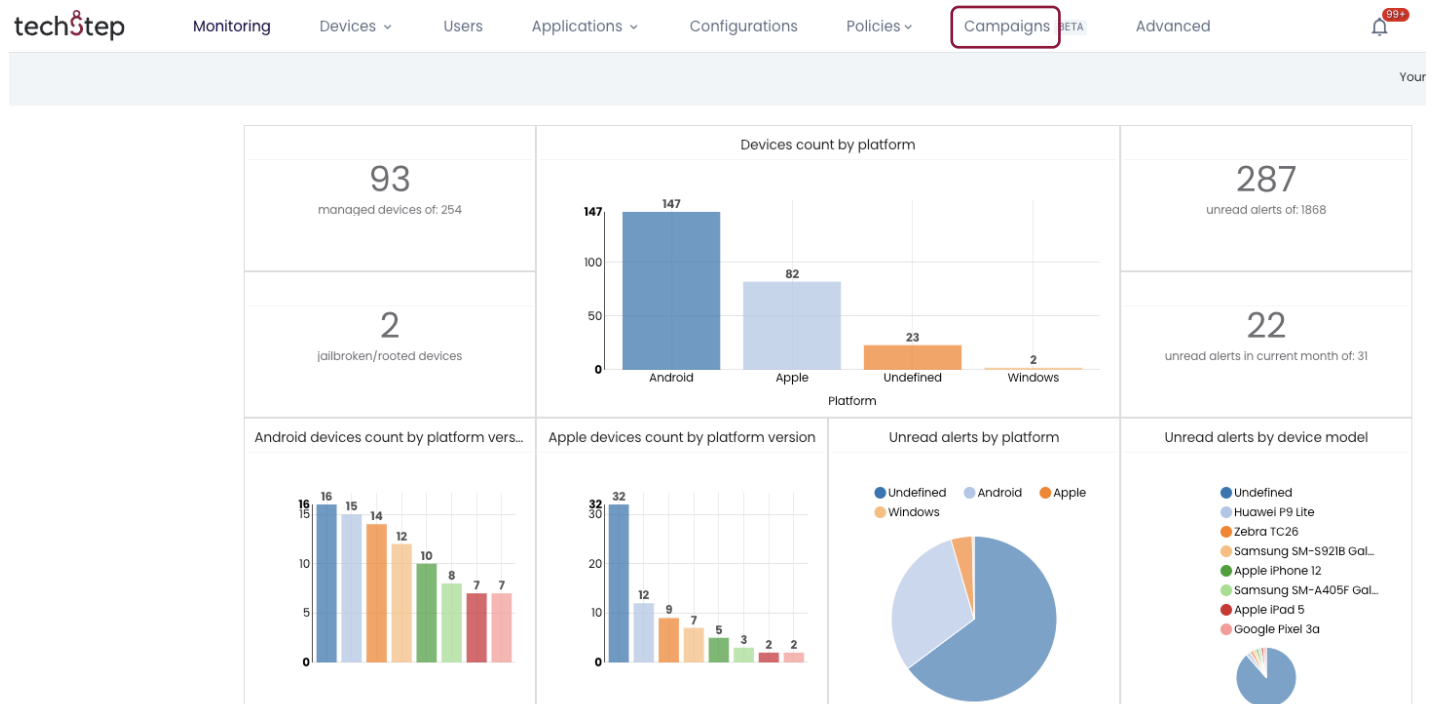 techstep
Monitoring
Devices
Users
Applications
Configurations
Policies
Campaigns
BETA
Advanced
99+
Your
93
managed devices of: 254
2
jailbroken/rooted devices
Devices count by platform
147
100
50
0
147
82
23
2
Android
Apple
Undefined
Windows
Platform
287
unread alerts of: 1868
22
unread alerts in current month of: 31
Android devices count by platform vers...
16
15
10
5
0
16
15
14
12
10
8
7
7
Apple devices count by platform version
32
30
20
10
0
32
12
9
7
5
3
2
2
Unread alerts by platform
Undefined
Android
Apple
Windows
Unread alerts by device model
Undefined
Huawei P9 Lite
Zebra TC26
Samsung SM-S921B Gal...
Apple iPhone 12
Samsung SM-A405F Gal...
Apple iPad 5
Google Pixel 3a